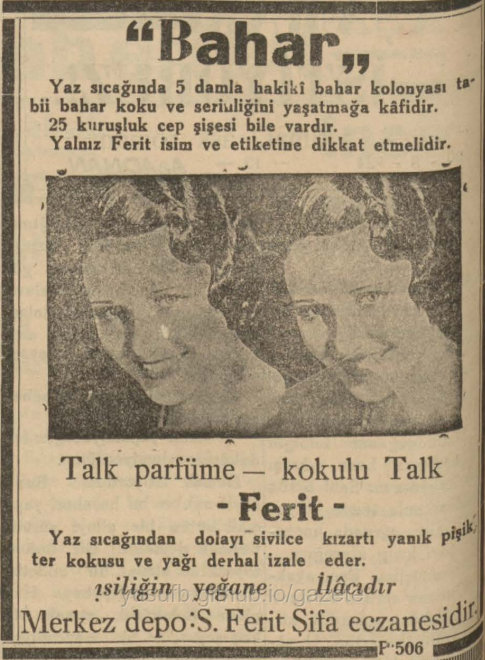 “Bahar„
Yaz sıcağında 5 damla hakikî bahar kolonyası ta-
bii bahar koku ve serinliğini yaşatmağa kâfidir.
25 kuruşluk cep şişesi bile vardır.
Yalnız Ferit isim ve etiketine dikkat etmelidir.
Talk parfüme — kokulu Talk
- Ferit -
Yaz sıcağından dolayı sivilce kızartı yanık pişik,
ter kokusu ve yağı derhal izale eder.
ısiliğin yeğane İlâcıdır
yusufb.github.io/gazete
Merkez depo:S. Ferit Şifa eczanesidir.
P. 506